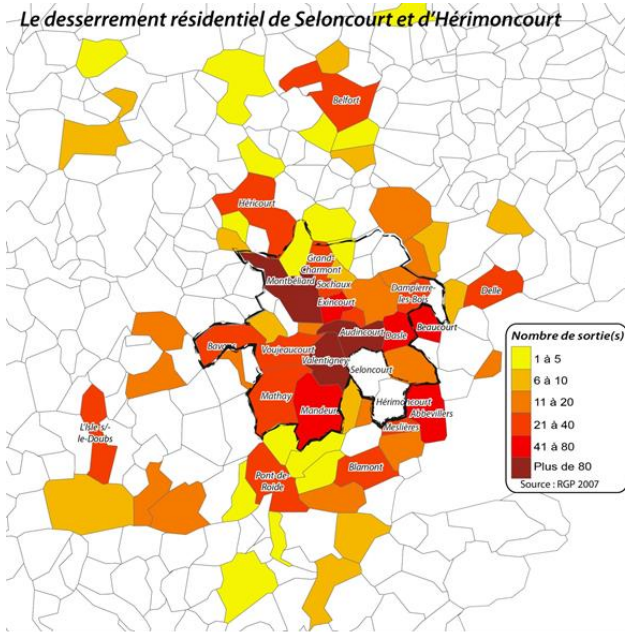 Le desserrement résidentiel de Seloncourt et d'Hérimoncourt
Belfort
Héricourt
Grand
Charmont
Montbéliard
Sochaux
Exincourt
Dampierre
les Bois
Delle
Beaucourt
Audincourt
Dasle
Bavans
Voujeaucourt
Valentigney
Seloncourt
Mathay
Mandeure
Hérimoncourt
Abbévillers
Meslières
L'Isle s/
le-Doubs
Pont de
Roide
Blamont
Nombre de sortie(s)
1 à 5
6 à 10
11 à 20
21 à 40
41 à 80
Plus de 80
Source : RGP 2007